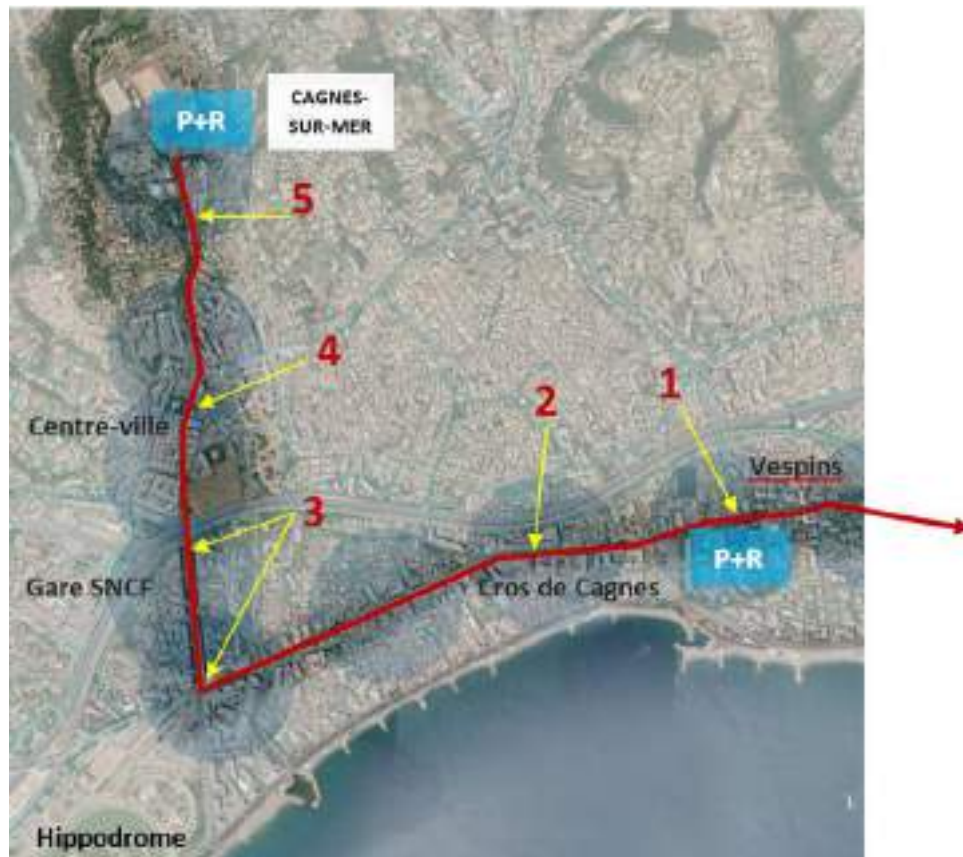 P+R
CAGNES-
SUR-MER
5
4
Centre-ville
2
1
Vespins
3
P+R
Gare SNCF
Cros de Cagnes
Hippodrome